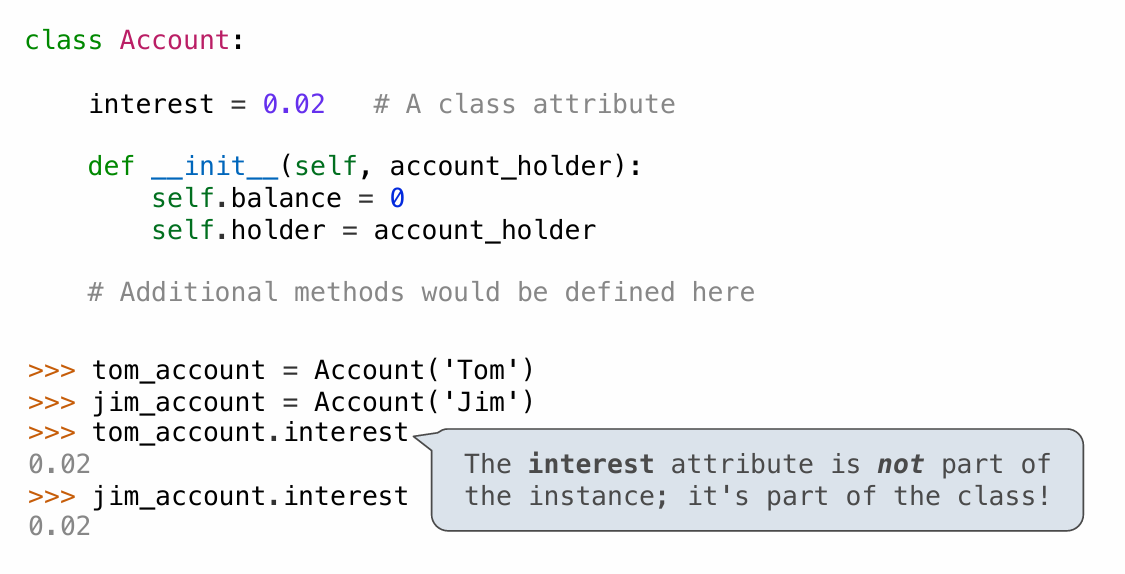 class Account:
    interest = 0.02   # A class attribute
    def __init__(self, account_holder):
        self.balance = 0
        self.holder = account_holder
    # Additional methods would be defined here
>>> tom_account = Account('Tom')
>>> jim_account = Account('Jim')
>>> tom_account.interest
0.02
>>> jim_account.interest
0.02
The interest attribute is not part of
the instance; it's part of the class!